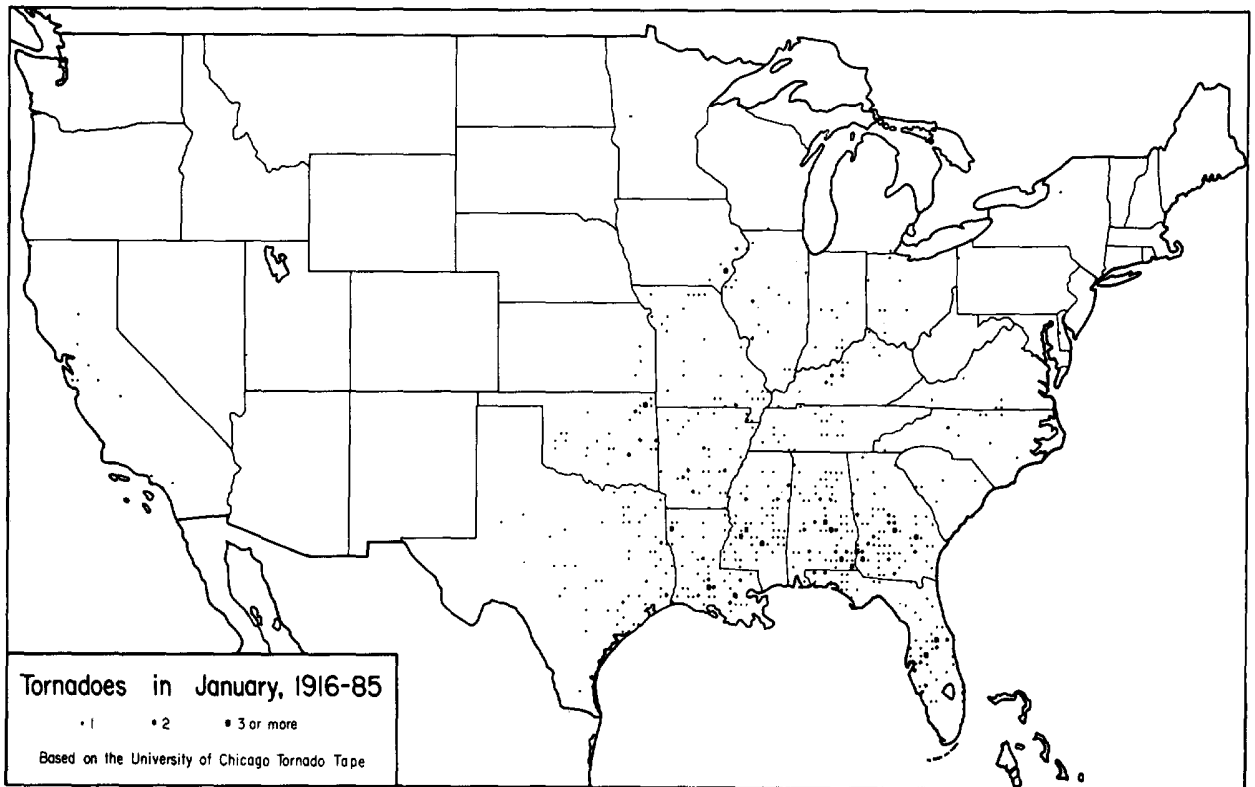 Tornadoes in January, 1916-85
• 1 • 2 • 3 or more
Based on the University of Chicago Tornado Tape